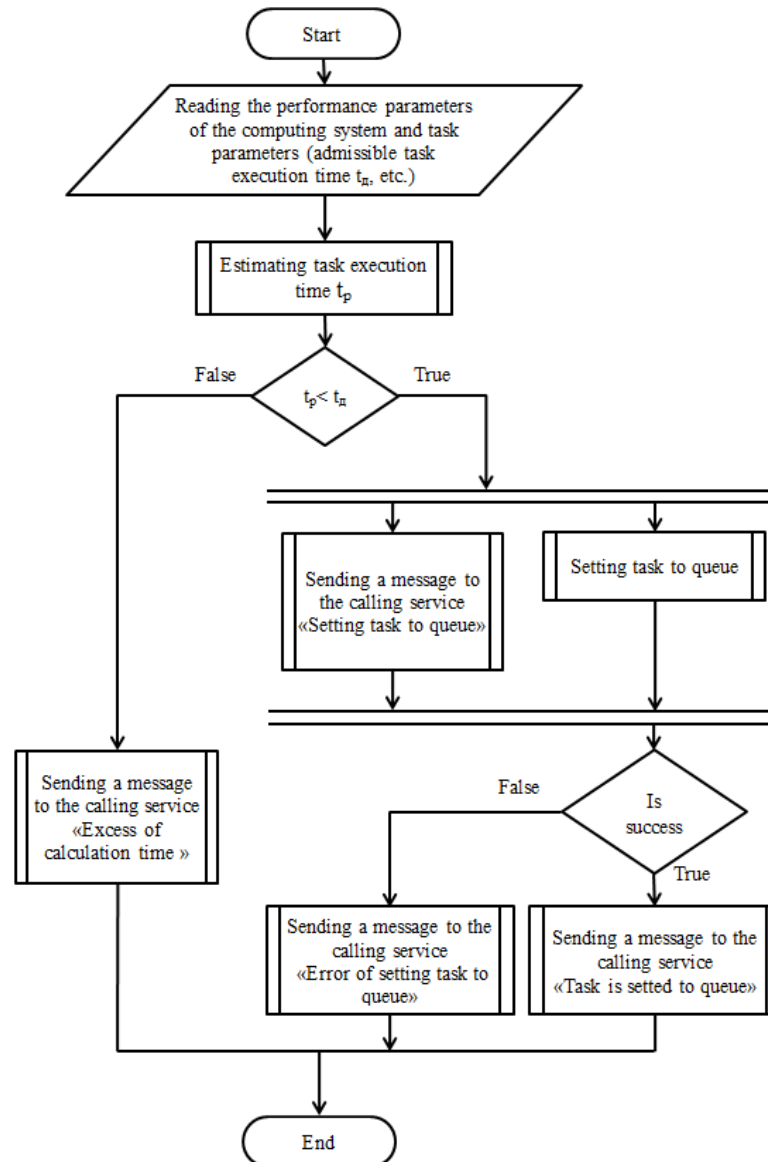 Start
Reading the performance parameters
of the computing system and task
parameters (admissible task
execution time tд, etc.)
Estimating task execution
time tp
False
True
tp< tд
Sending a message to
the calling service
«Setting task to queue»
Setting task to queue
Sending a message
to the calling service
«Excess of
calculation time »
False
Is
success
True
Sending a message to the
calling service
«Error of setting task to
queue»
Sending a message to the
calling service
«Task is setted to queue»
End